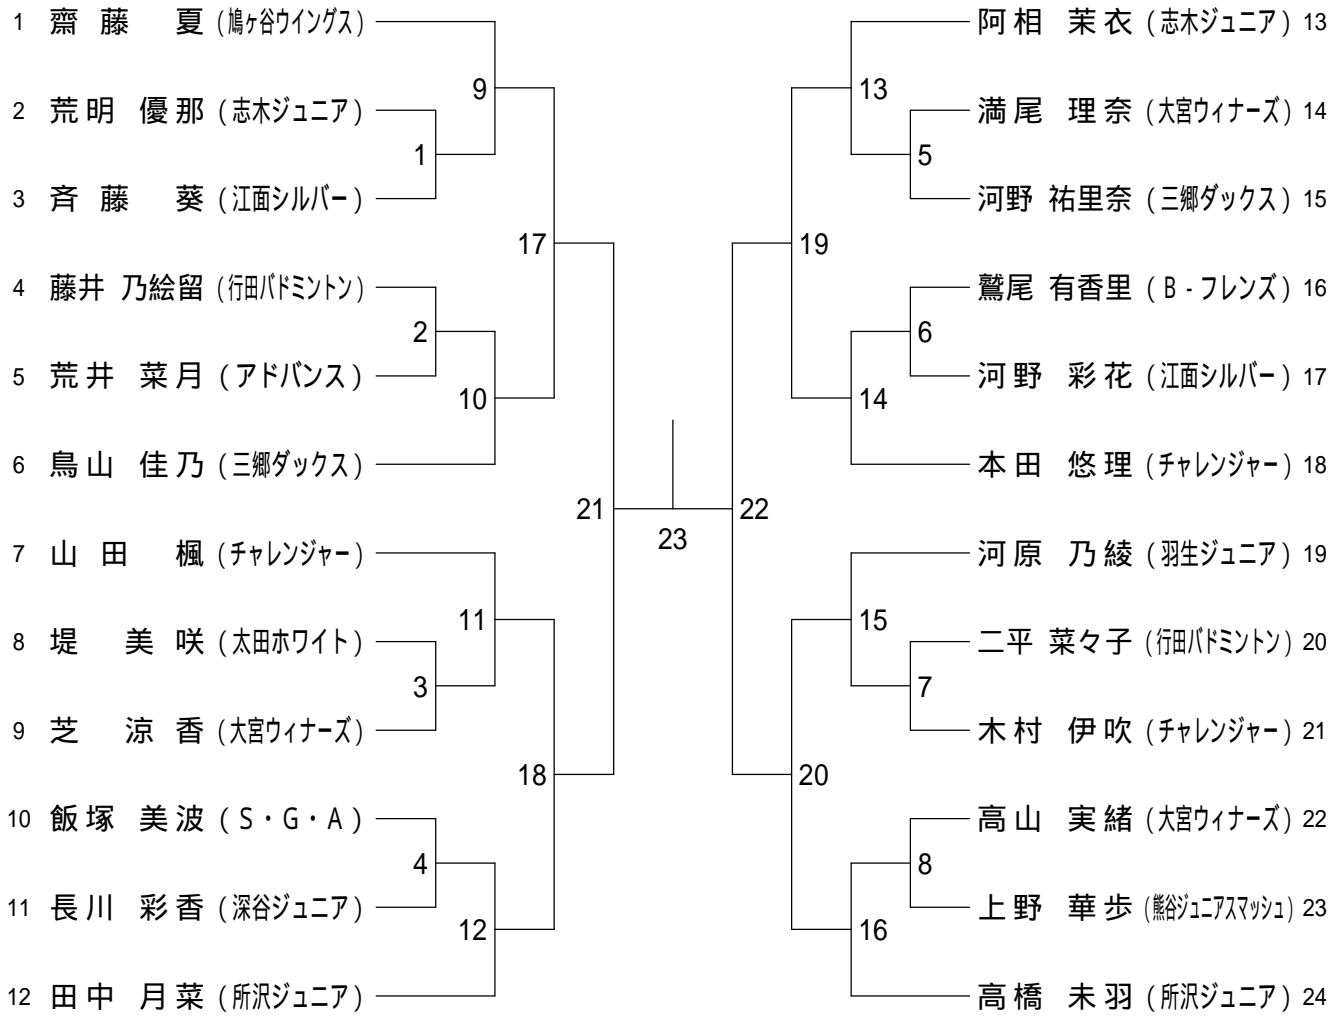 1 齋藤 夏 (鳩ヶ谷ウイングス)
2 荒明 優那 (志木ジュニア)
3 斉藤 葵 (江面シルバー)
4 藤井 乃絵留 (行田バドミントン)
5 荒井 菜月 (アドバンス)
6 鳥山 佳乃 (三郷ダックス)
7 山田 楓 (チャレンジャー)
8 堤 美咲 (太田ホワイト)
9 芝 涼香 (大宮ウィナーズ)
10 飯塚 美波 (S・G・A)
11 長川 彩香 (深谷ジュニア)
12 田中 月菜 (所沢ジュニア)
1
2
3
4
9
10
11
12
17
18
21
23
22
19
20
13
14
15
16
5
6
7
8
阿相 茉衣 (志木ジュニア) 13
満尾 理奈 (大宮ウィナーズ) 14
河野 祐里奈 (三郷ダックス) 15
鷲尾 有香里 (B-フレンズ) 16
河野 彩花 (江面シルバー) 17
本田 悠理 (チャレンジャー) 18
河原 乃綾 (羽生ジュニア) 19
二平 菜々子 (行田バドミントン) 20
木村 伊吹 (チャレンジャー) 21
高山 実緒 (大宮ウィナーズ) 22
上野 華歩 (熊谷ジュニアスマッシュ) 23
高橋 未羽 (所沢ジュニア) 24